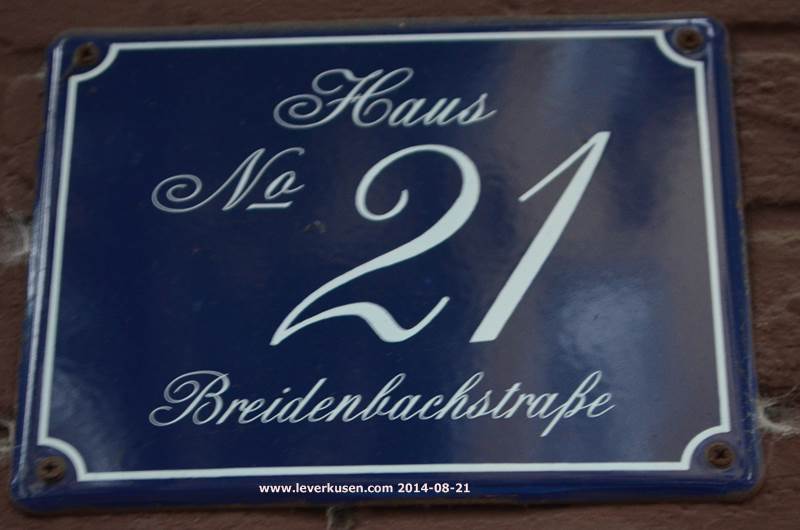 Haus
No 21
Breidenbachstraße
www.leverkusen.com 2014-08-21